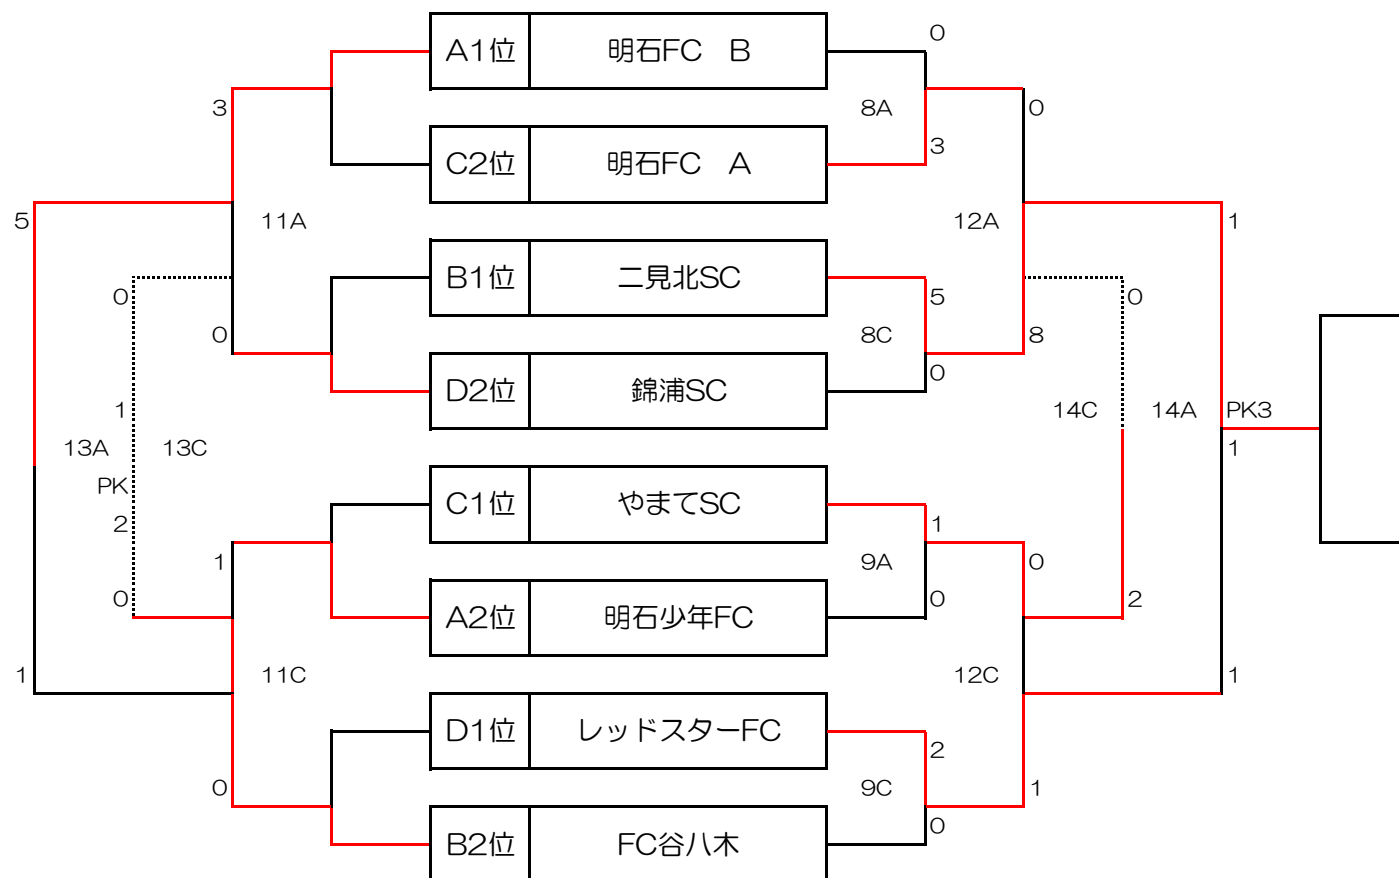 A1位 明石FC　B 0
3 8A 0
C2位 明石FC　A 3
5 11A 12A 1
B1位 二見北SC
0 5 0
0 8C 8
D2位 錦浦SC 0
1 14C 14A PK3
13A 13C 1
PK
C1位 やまてSC
2 1
1 9A 0
0 0 2
A2位 明石少年FC
1 11C 12C 1
D1位 レッドスターFC
2
0 9C 1
0
B2位 FC谷八木